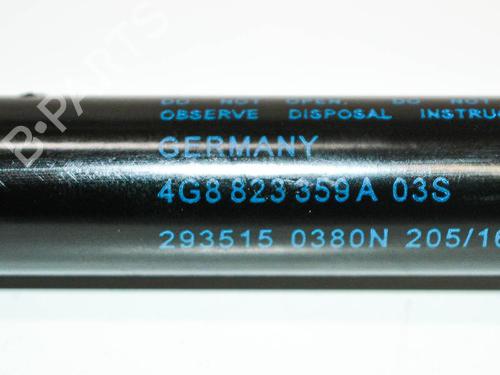 B-PARTS
DO NOT OPEN. DO NOT
OBSERVE DISPOSAL INSTRUC
GERMANY
4G8 823 359 A 03S
293515 0380N 205/16